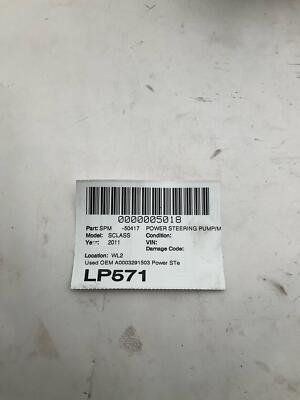 0000005018
Part: SPM -50417 POWER STEERING PUMP/M
Model: SCLASS Condition:
Year: 2011 VIN:
Damage Code:
Location: WL2
Used OEM A0003291503 Power STe
LP571